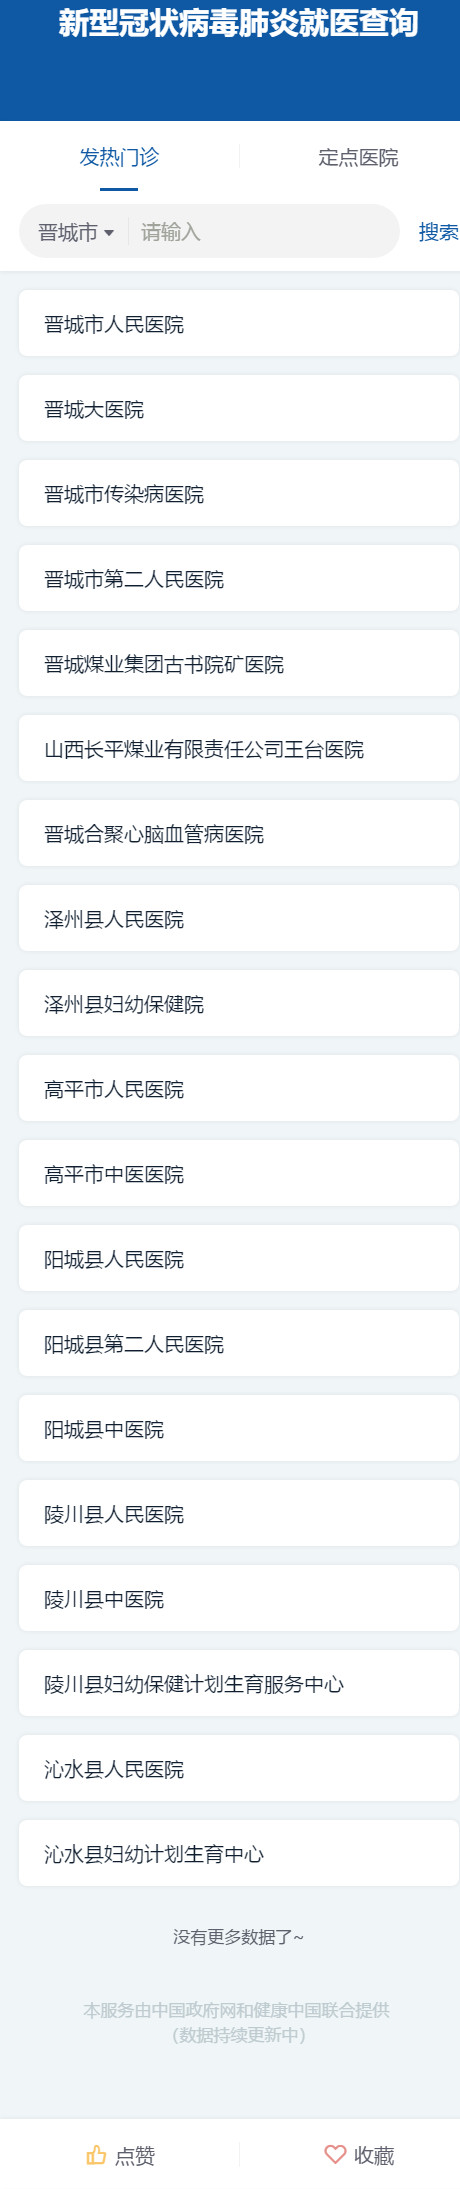 新型冠状病毒肺炎就医查询
发热门诊 定点医院
晋城市 请输入 搜索
晋城市人民医院
晋城大医院
晋城市传染病医院
晋城市第二人民医院
晋城煤业集团古书院矿医院
山西长平煤业有限责任公司王台医院
晋城合聚心脑血管病医院
泽州县人民医院
泽州县妇幼保健院
高平市人民医院
高平市中医医院
阳城县人民医院
阳城县第二人民医院
阳城县中医院
陵川县人民医院
陵川县中医院
陵川县妇幼保健计划生育服务中心
沁水县人民医院
沁水县妇幼计划生育中心
没有更多数据了~
本服务由中国政府网和健康中国联合提供
（数据持续更新中）
点赞 收藏